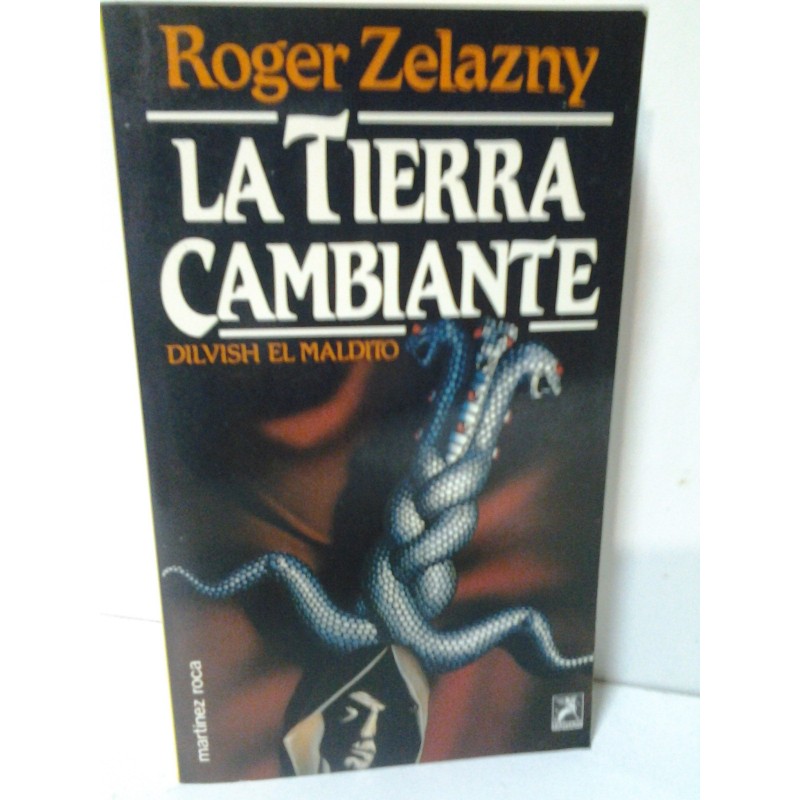 Roger Zelazny
LA TIERRA
CAMBIANTE
DILVISH EL MALDITO
martínez roca